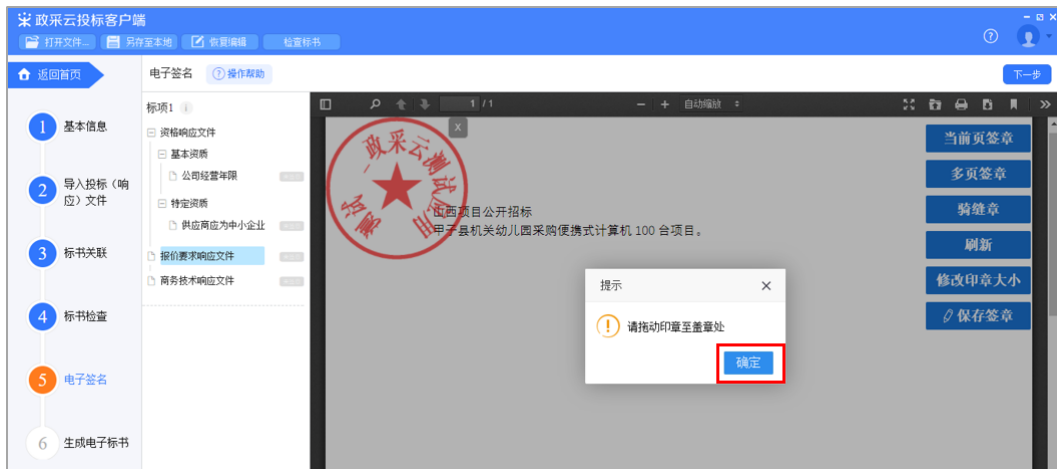 政采云投标客户端
打开文件... 另存至本地 恢复编辑 检查标书
返回首页
电子签名 操作帮助 下一步
1 基本信息
2 导入投标（响应）文件
3 标书关联
4 标书检查
5 电子签名
6 生成电子标书
标项1
资格响应文件
基本资质
公司经营年限
特定资质
供应商应为中小企业
报价要求响应文件
商务技术响应文件
1 / 1 自动缩放
X
山西项目公开招标
甲子县机关幼儿园采购便携式计算机 100 台项目。
当前页签章
多页签章
骑缝章
刷新
修改印章大小
保存签章
提示
请拖动印章至盖章处
确定